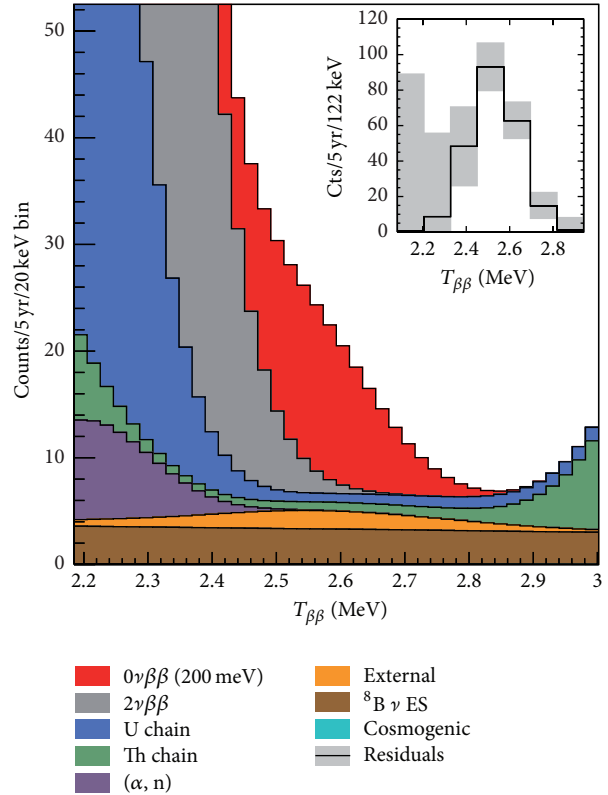 50
40
30
20
10
0
Counts/5 yr/20 keV bin
2.2 2.3 2.4 2.5 2.6 2.7 2.8 2.9 3
Tββ (MeV)
120
100
80
60
40
20
0
Cts/5 yr/122 keV
2.2 2.4 2.6 2.8
Tββ (MeV)
0νββ (200 meV)
2νββ
U chain
Th chain
(α, n)
External
⁸B ν ES
Cosmogenic
Residuals